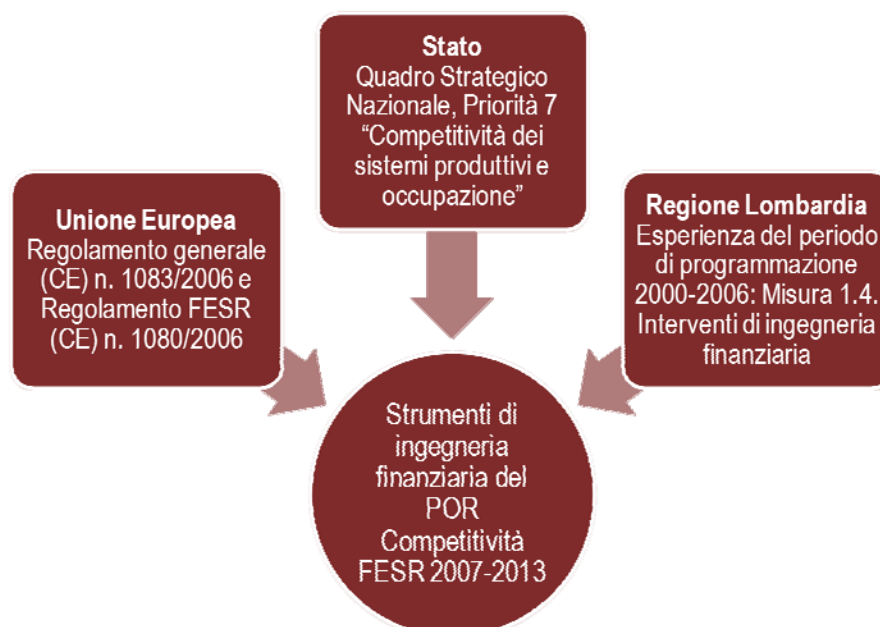 Stato
Quadro Strategico
Nazionale, Priorità 7
“Competitività dei
sistemi produttivi e
occupazione”
Unione Europea
Regolamento generale
(CE) n. 1083/2006 e
Regolamento FESR
(CE) n. 1080/2006
Regione Lombardia
Esperienza del periodo
di programmazione
2000-2006: Misura 1.4.
Interventi di ingegneria
finanziaria
Strumenti di
ingegneria
finanziaria del
POR
Competitività
FESR 2007-2013